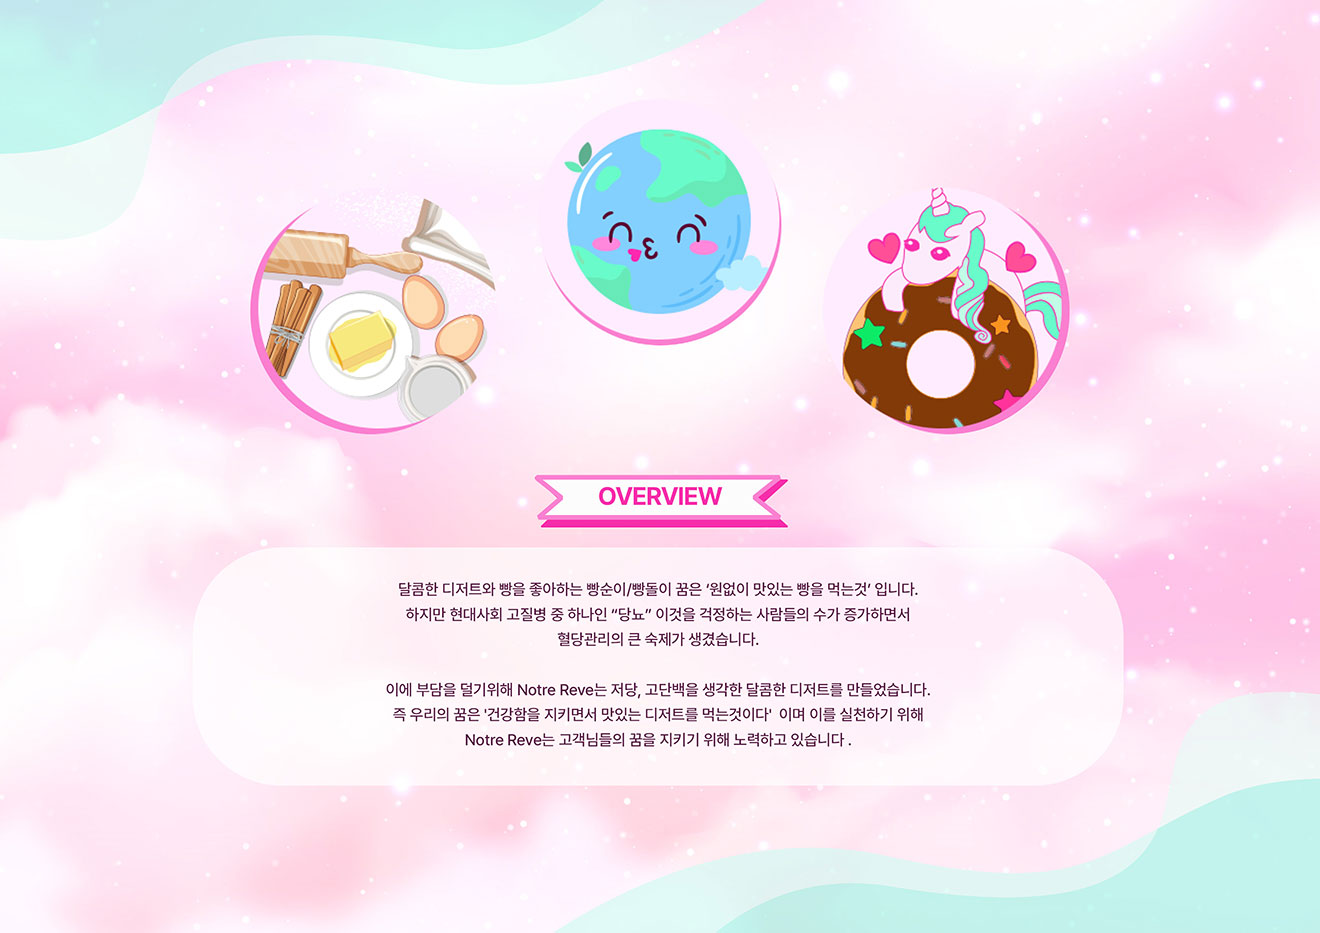 OVERVIEW
달콤한 디저트와 빵을 좋아하는 빵순이/빵돌이 꿈은 ‘원없이 맛있는 빵을 먹는것’ 입니다.
하지만 현대사회 고질병 중 하나인 “당뇨” 이것을 걱정하는 사람들의 수가 증가하면서
혈당관리의 큰 숙제가 생겼습니다.
이에 부담을 덜기위해 Notre Reve는 저당, 고단백을 생각한 달콤한 디저트를 만들었습니다.
즉 우리의 꿈은 '건강함을 지키면서 맛있는 디저트를 먹는것이다' 이며 이를 실천하기 위해
Notre Reve는 고객님들의 꿈을 지키기 위해 노력하고 있습니다 .